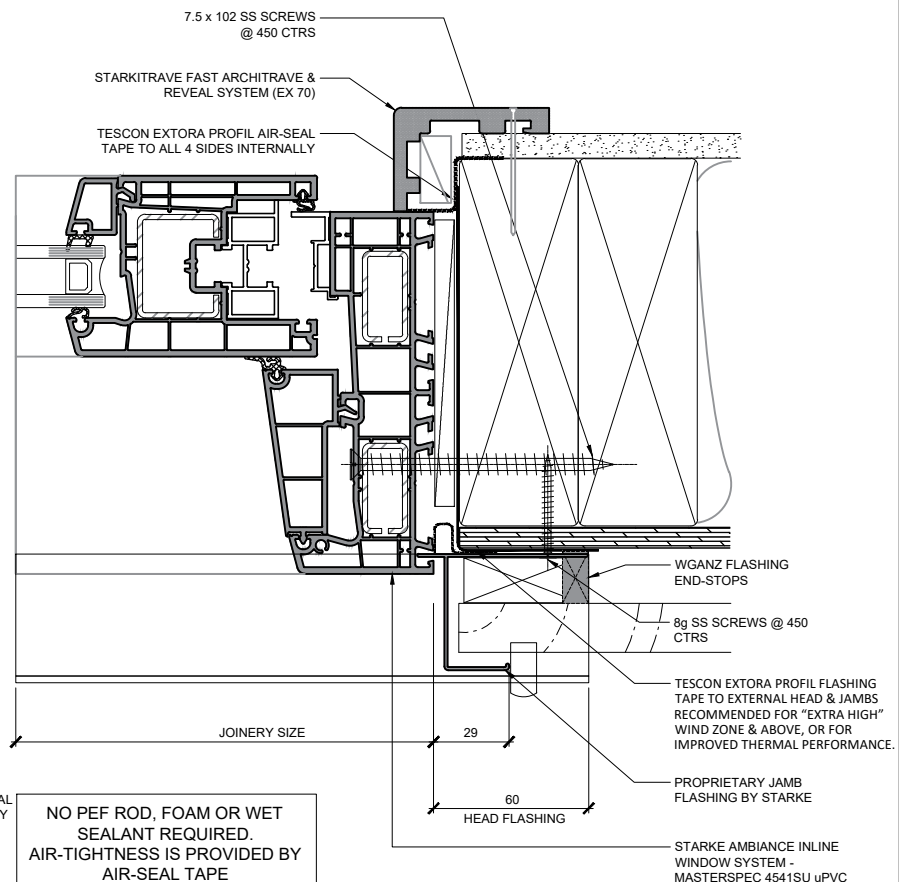 7.5 x 102 SS SCREWS
@ 450 CTRS
STARKITRAVE FAST ARCHITRAVE &
REVEAL SYSTEM (EX 70)
TESCON EXTORA PROFIL AIR-SEAL
TAPE TO ALL 4 SIDES INTERNALLY
WGANZ FLASHING
END-STOPS
8g SS SCREWS @ 450
CTRS
TESCON EXTORA PROFIL FLASHING
TAPE TO EXTERNAL HEAD & JAMBS
RECOMMENDED FOR "EXTRA HIGH"
WIND ZONE & ABOVE, OR FOR
IMPROVED THERMAL PERFORMANCE.
JOINERY SIZE
29
PROPRIETARY JAMB
FLASHING BY STARKE
60
HEAD FLASHING
STARKE AMBIANCE INLINE
WINDOW SYSTEM -
MASTERSPEC 4541SU uPVC
AL
Y
NO PEF ROD, FOAM OR WET
SEALANT REQUIRED.
AIR-TIGHTNESS IS PROVIDED BY
AIR-SEAL TAPE